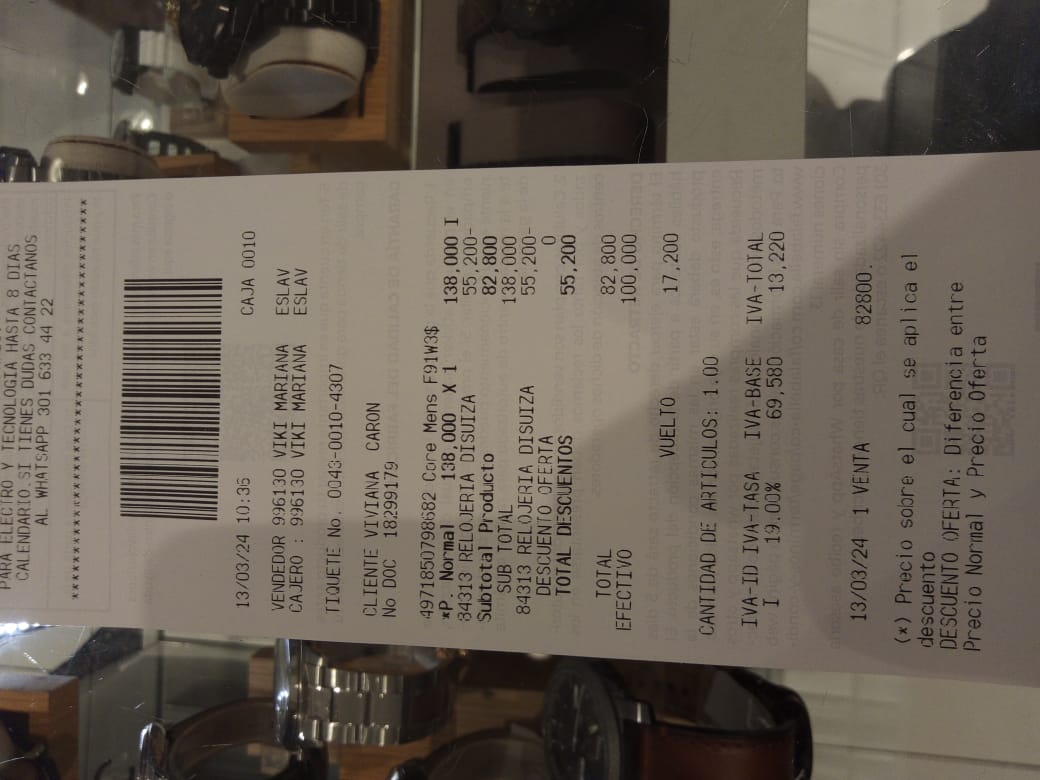 PARA ELECTRO Y TECNOLOGIA HASTA 8 DIAS
CALENDARIO.SI TIENES DUDAS CONTACTANOS
AL WHATSAPP 301 633 44 22
****************************************
13/03/24 10:36 CAJA 0010
VENDEDOR 996130 VIKI MARIANA ESLAV
CAJERO : 996130 VIKI MARIANA ESLAV
TIQUETE No. 0043-0010-4307
CLIENTE VIVIANA CARON
No DOC 18299179
4971850798682 Core Mens F91W3$
*P. Normal 138,000 X 1 138,000 I
84313 RELOJERIA DISUIZA 55,200-
Subtotal Producto 82,800
SUB TOTAL 138,000
84313 RELOJERIA DISUIZA 55,200-
DESCUENTO OFERTA 0
TOTAL DESCUENTOS 55,200
TOTAL 82,800
EFECTIVO 100,000
VUELTO 17,200
CANTIDAD DE ARTICULOS: 1.00
IVA-ID IVA-TASA IVA-BASE IVA-TOTAL
I 19.00% 69,580 13,220
13/03/24 1 VENTA 82800.
(*) Precio sobre el cual se aplica el
descuento
DESCUENTO OFERTA: Diferencia entre
Precio Normal y Precio Oferta